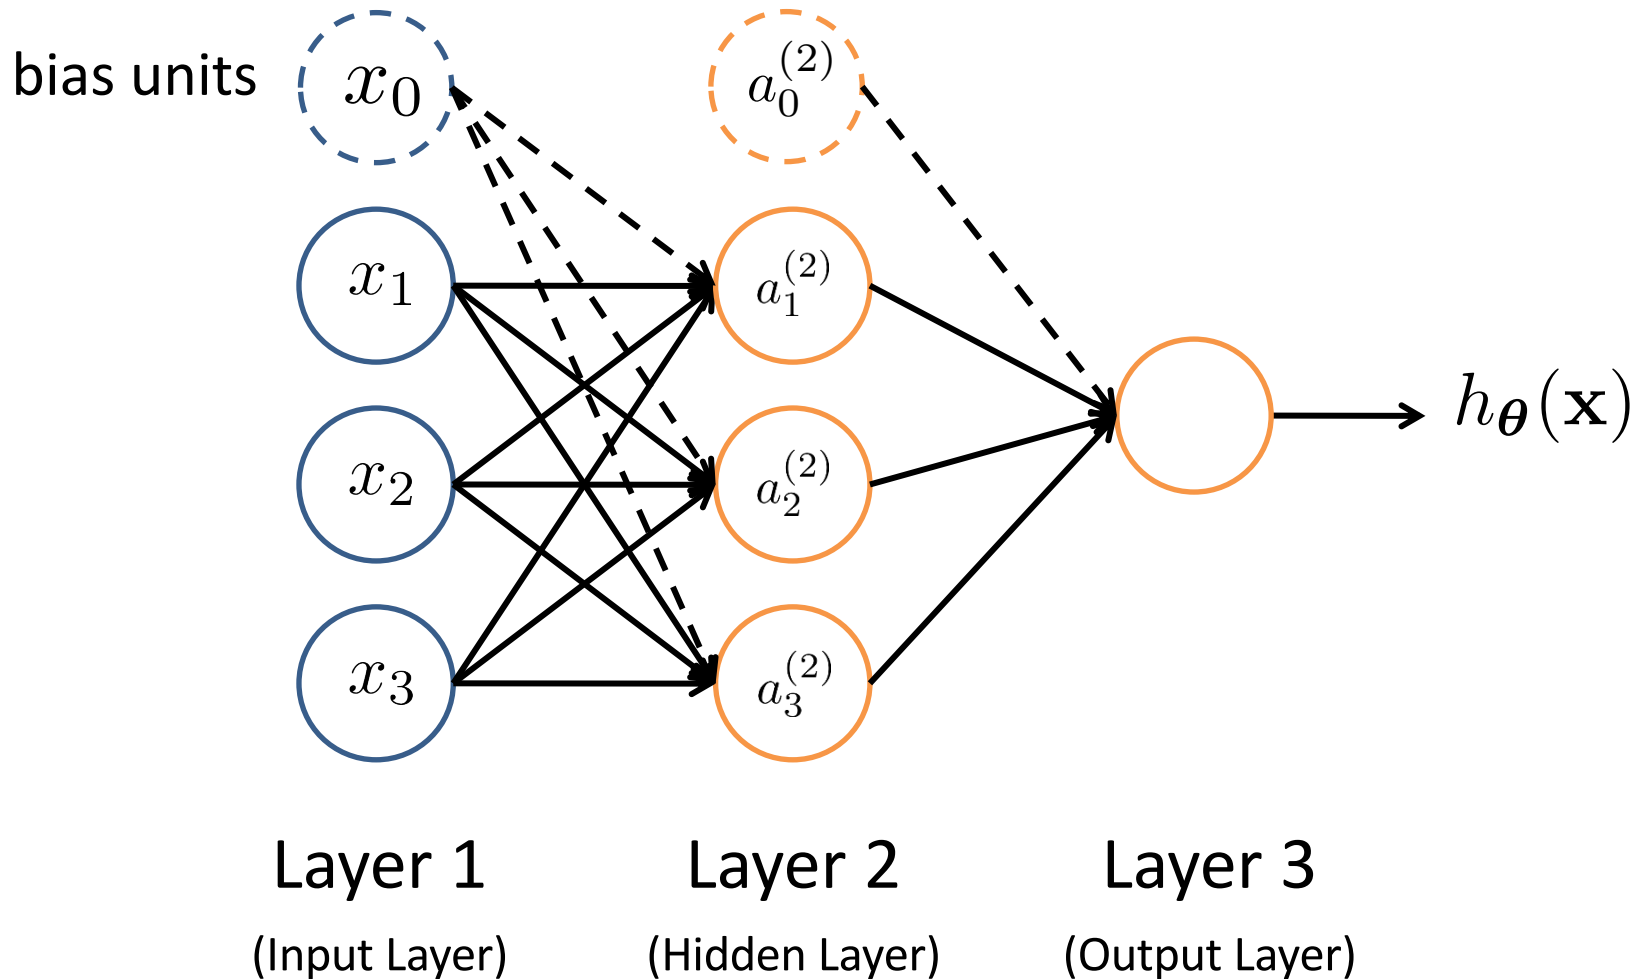 bias units
x₀
a₀⁽²⁾
x₁
a₁⁽²⁾
x₂
a₂⁽²⁾
x₃
a₃⁽²⁾
h_𝜽(𝐱)
Layer 1
Layer 2
Layer 3
(Input Layer)
(Hidden Layer)
(Output Layer)